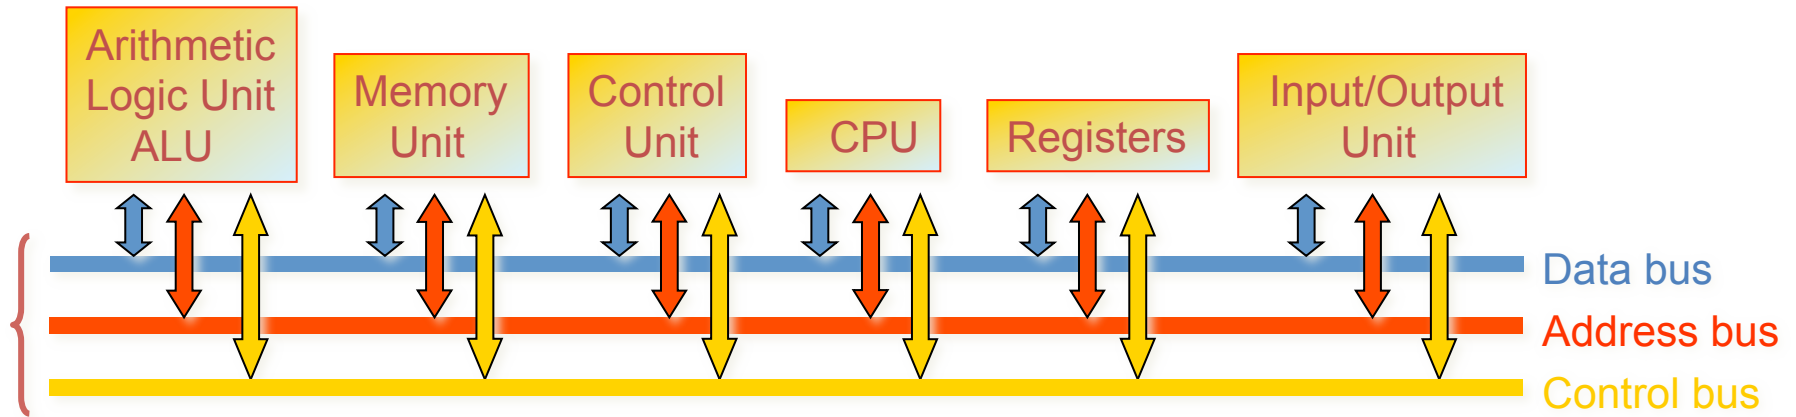 Arithmetic
Logic Unit
ALU
Memory
Unit
Control
Unit
CPU
Registers
Input/Output
Unit
Data bus
Address bus
Control bus